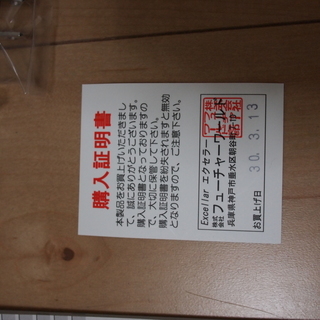 購入証明書
本製品をお買上げいただきまし
て、誠にありがとうございます。
購入証明書となっておりますの
で、大切に保管して下さい。
購入証明書を紛失されますと無効
となりますので、ご注意下さい。
Excellar エクセラー
株式会社 フューチャーワールド
兵庫県神戸市垂水区朝谷町
お買上げ日
30. 3. 13